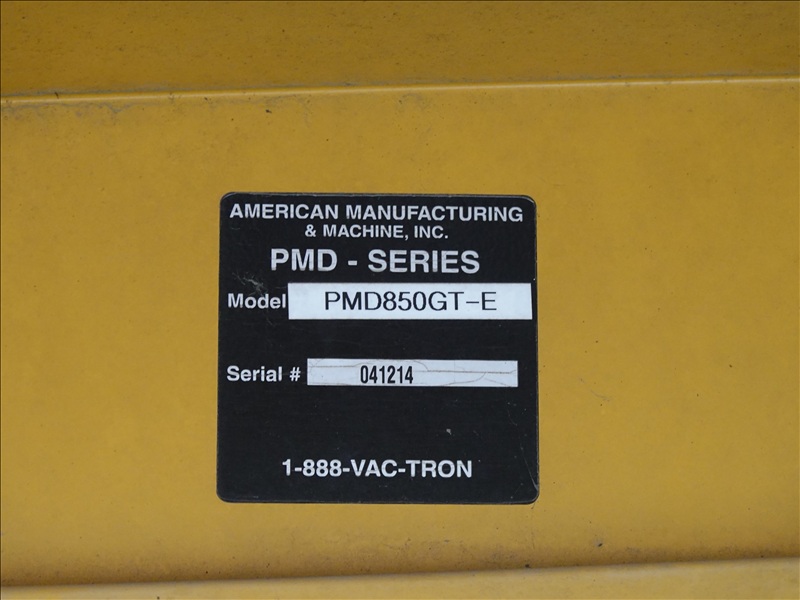 AMERICAN MANUFACTURING
& MACHINE, INC.
PMD - SERIES
Model PMD850GT-E
Serial # 041214
1-888-VAC-TRON